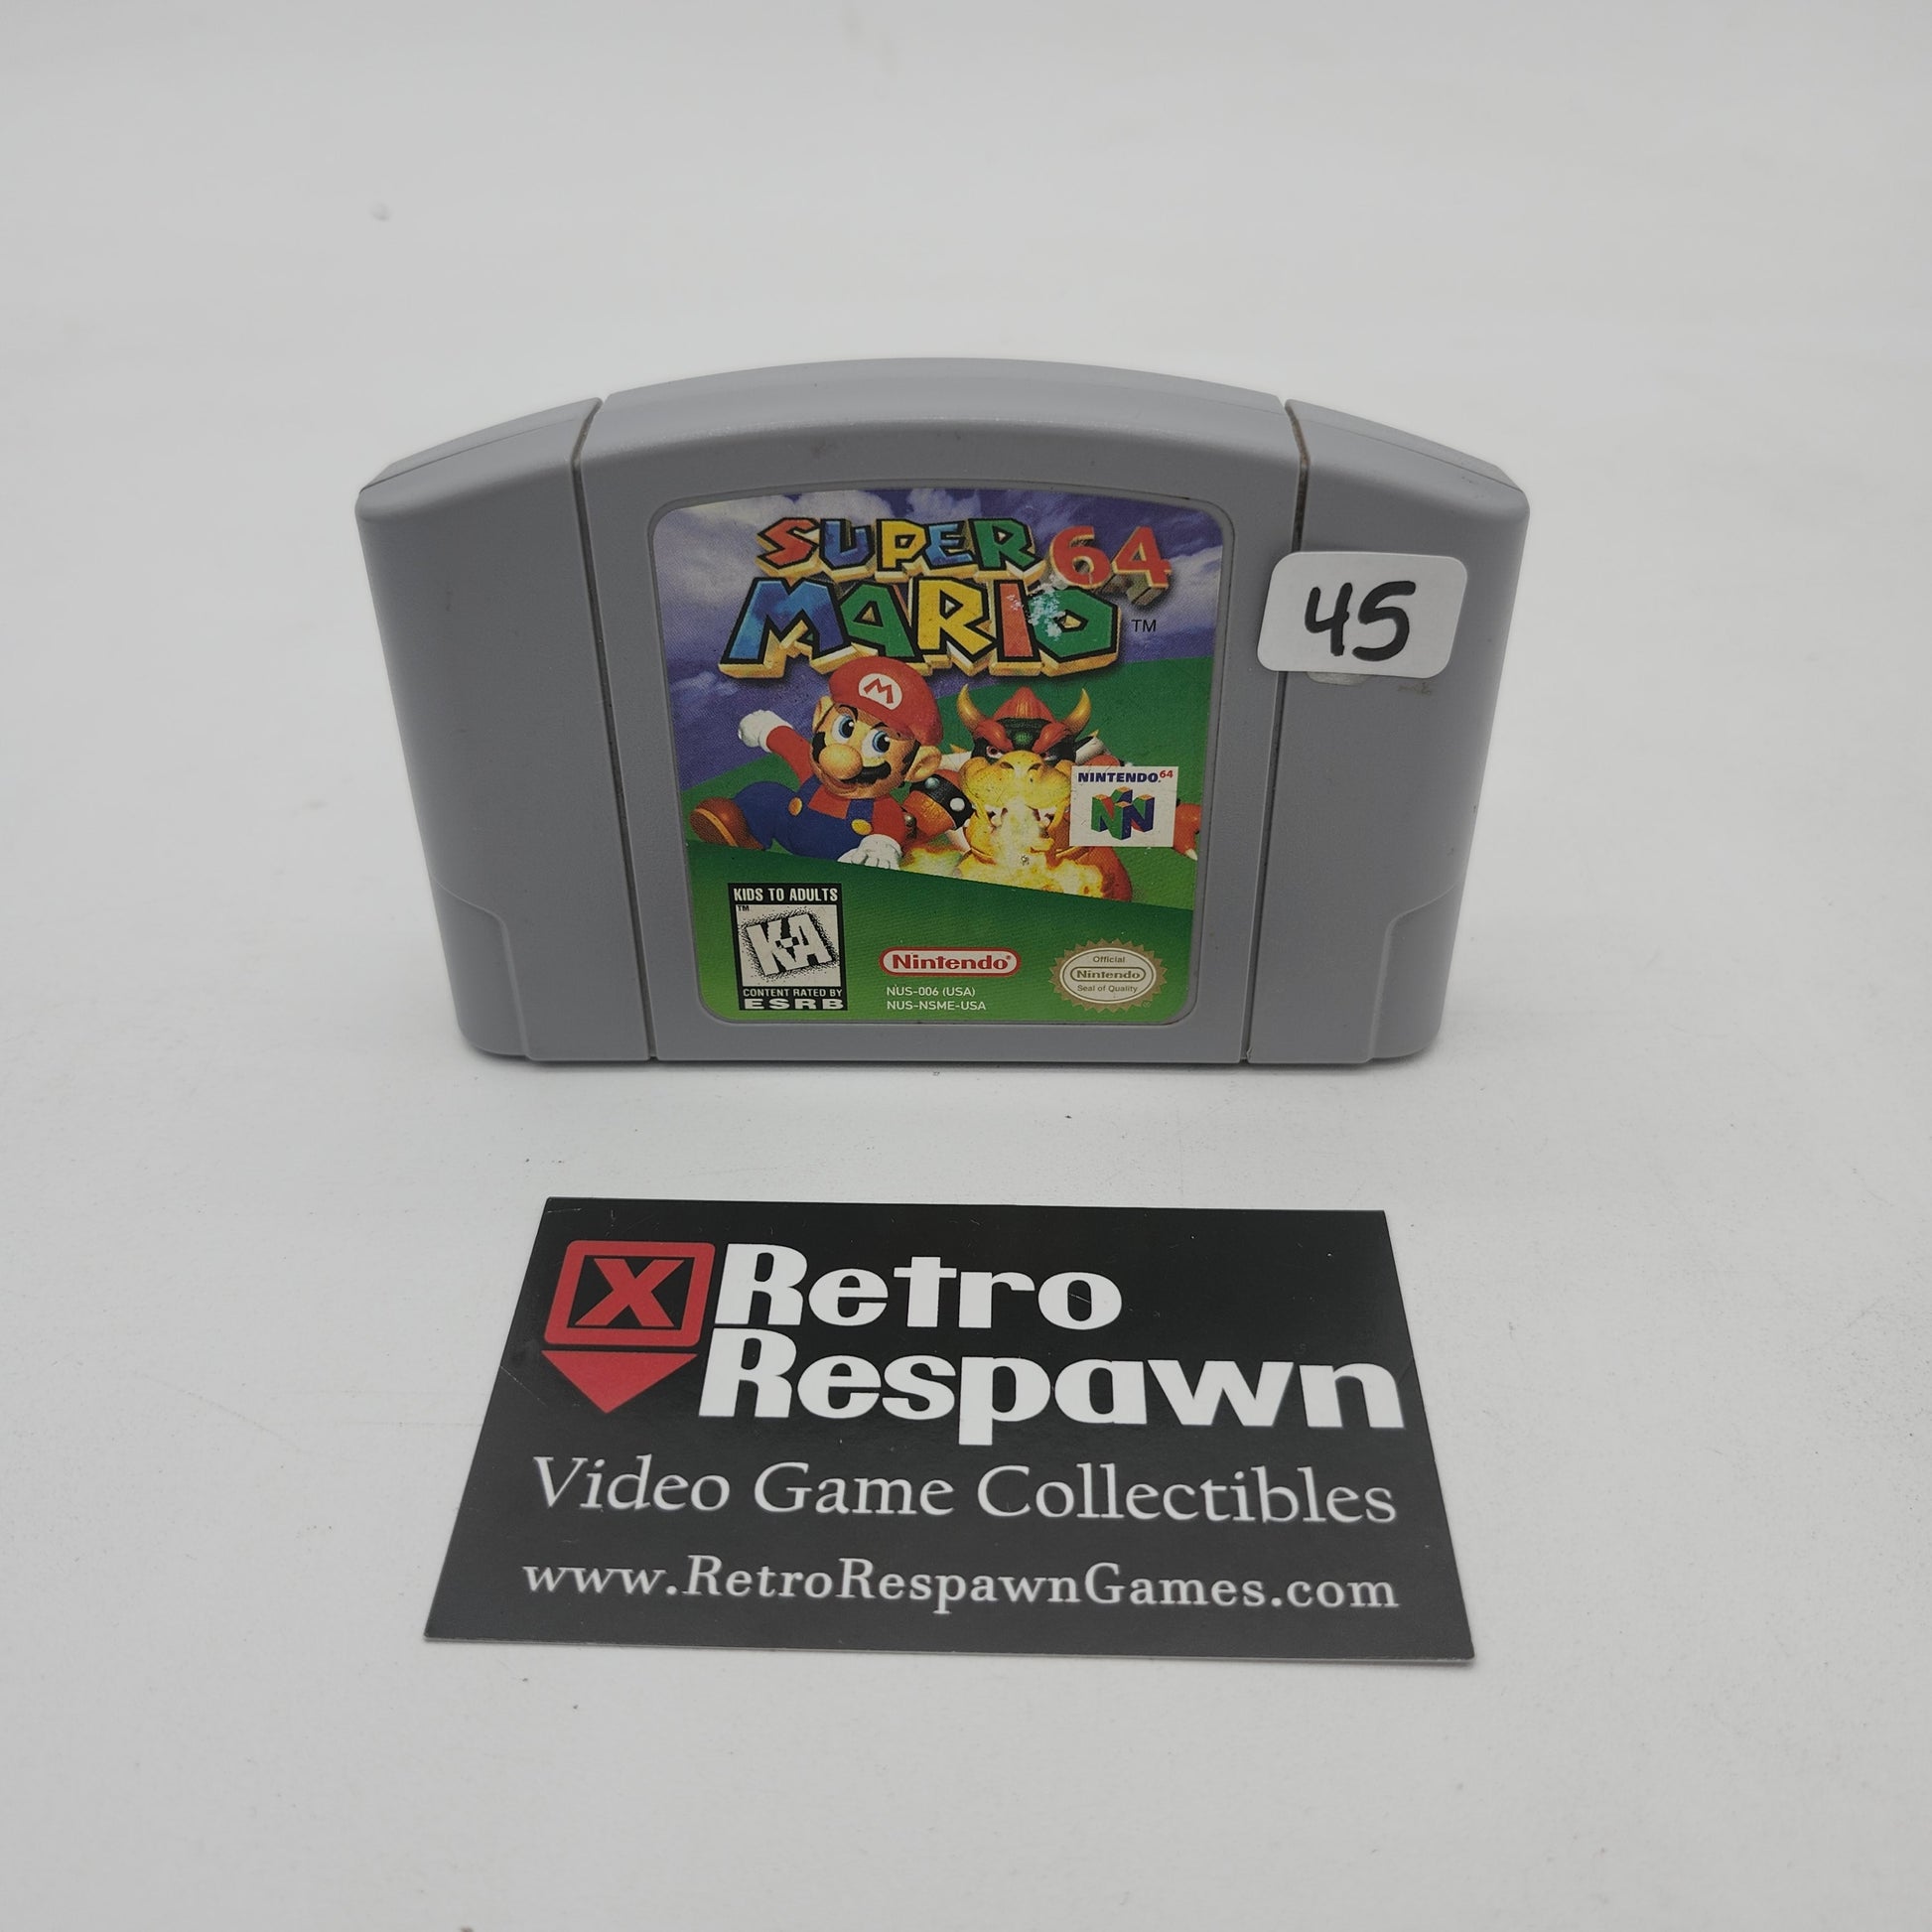 SUPER
MARIO 64
TM
45
M
NINTENDO.64
N
KIDS TO ADULTS
TM
K-A
CONTENT RATED BY
ESRB
Nintendo®
NUS-006 (USA)
NUS-NSME-USA
Official
Nintendo
Seal of Quality
X Retro
Respawn
Video Game Collectibles
www.RetroRespawnGames.com